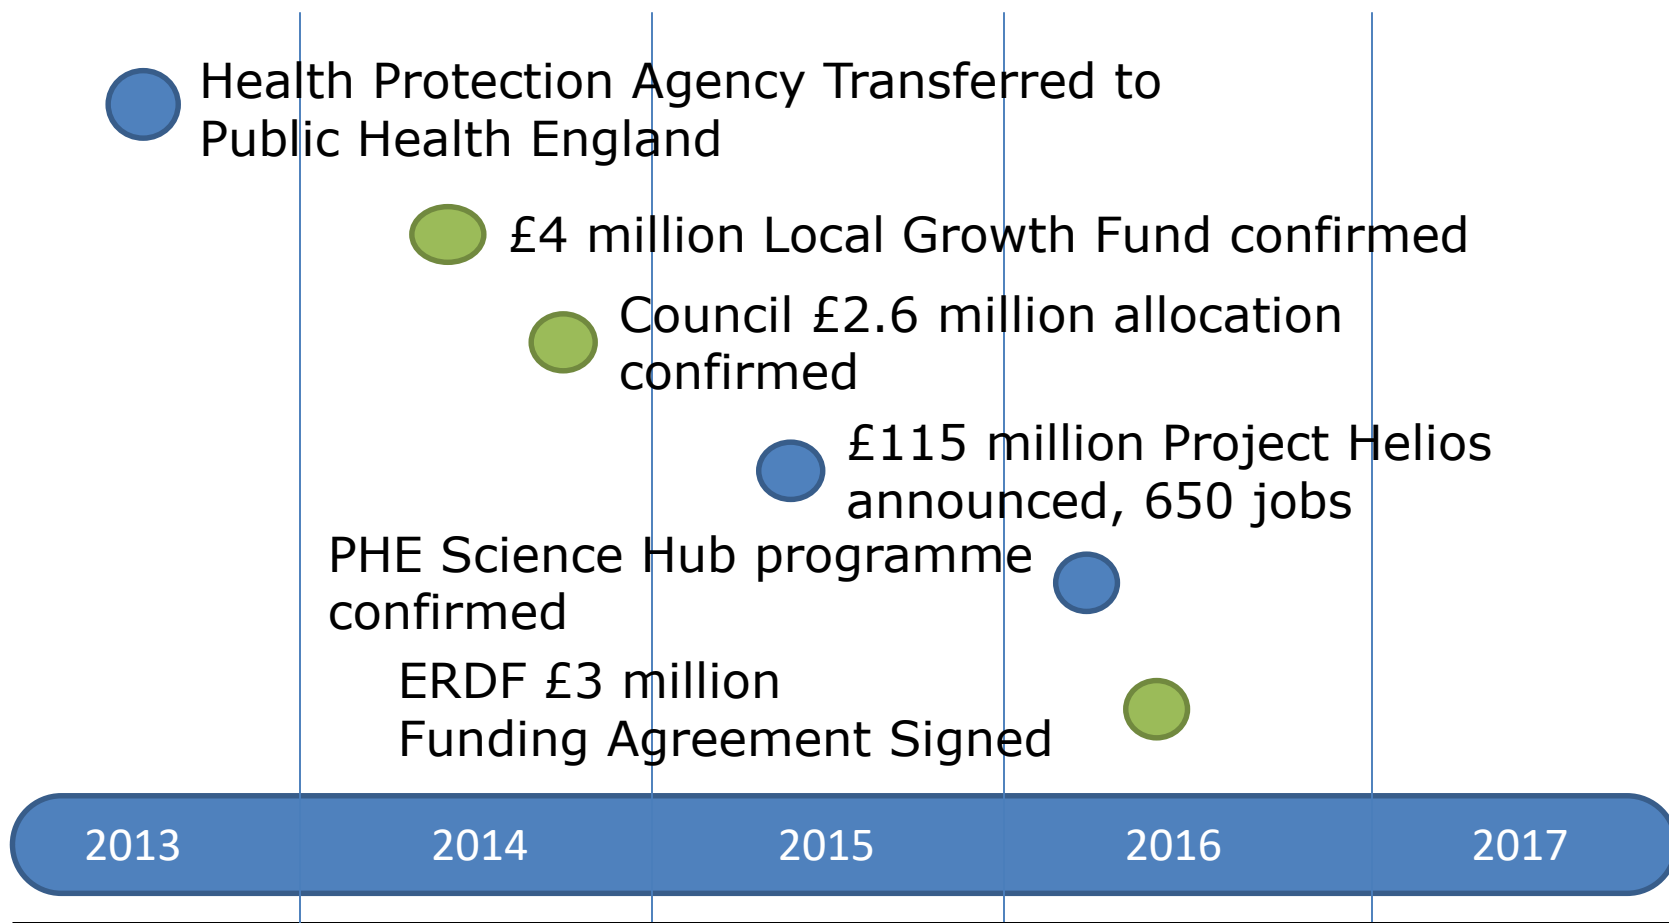 Health Protection Agency Transferred to
Public Health England
£4 million Local Growth Fund confirmed
Council £2.6 million allocation
confirmed
£115 million Project Helios
announced, 650 jobs
PHE Science Hub programme
confirmed
ERDF £3 million
Funding Agreement Signed
2013 2014 2015 2016 2017